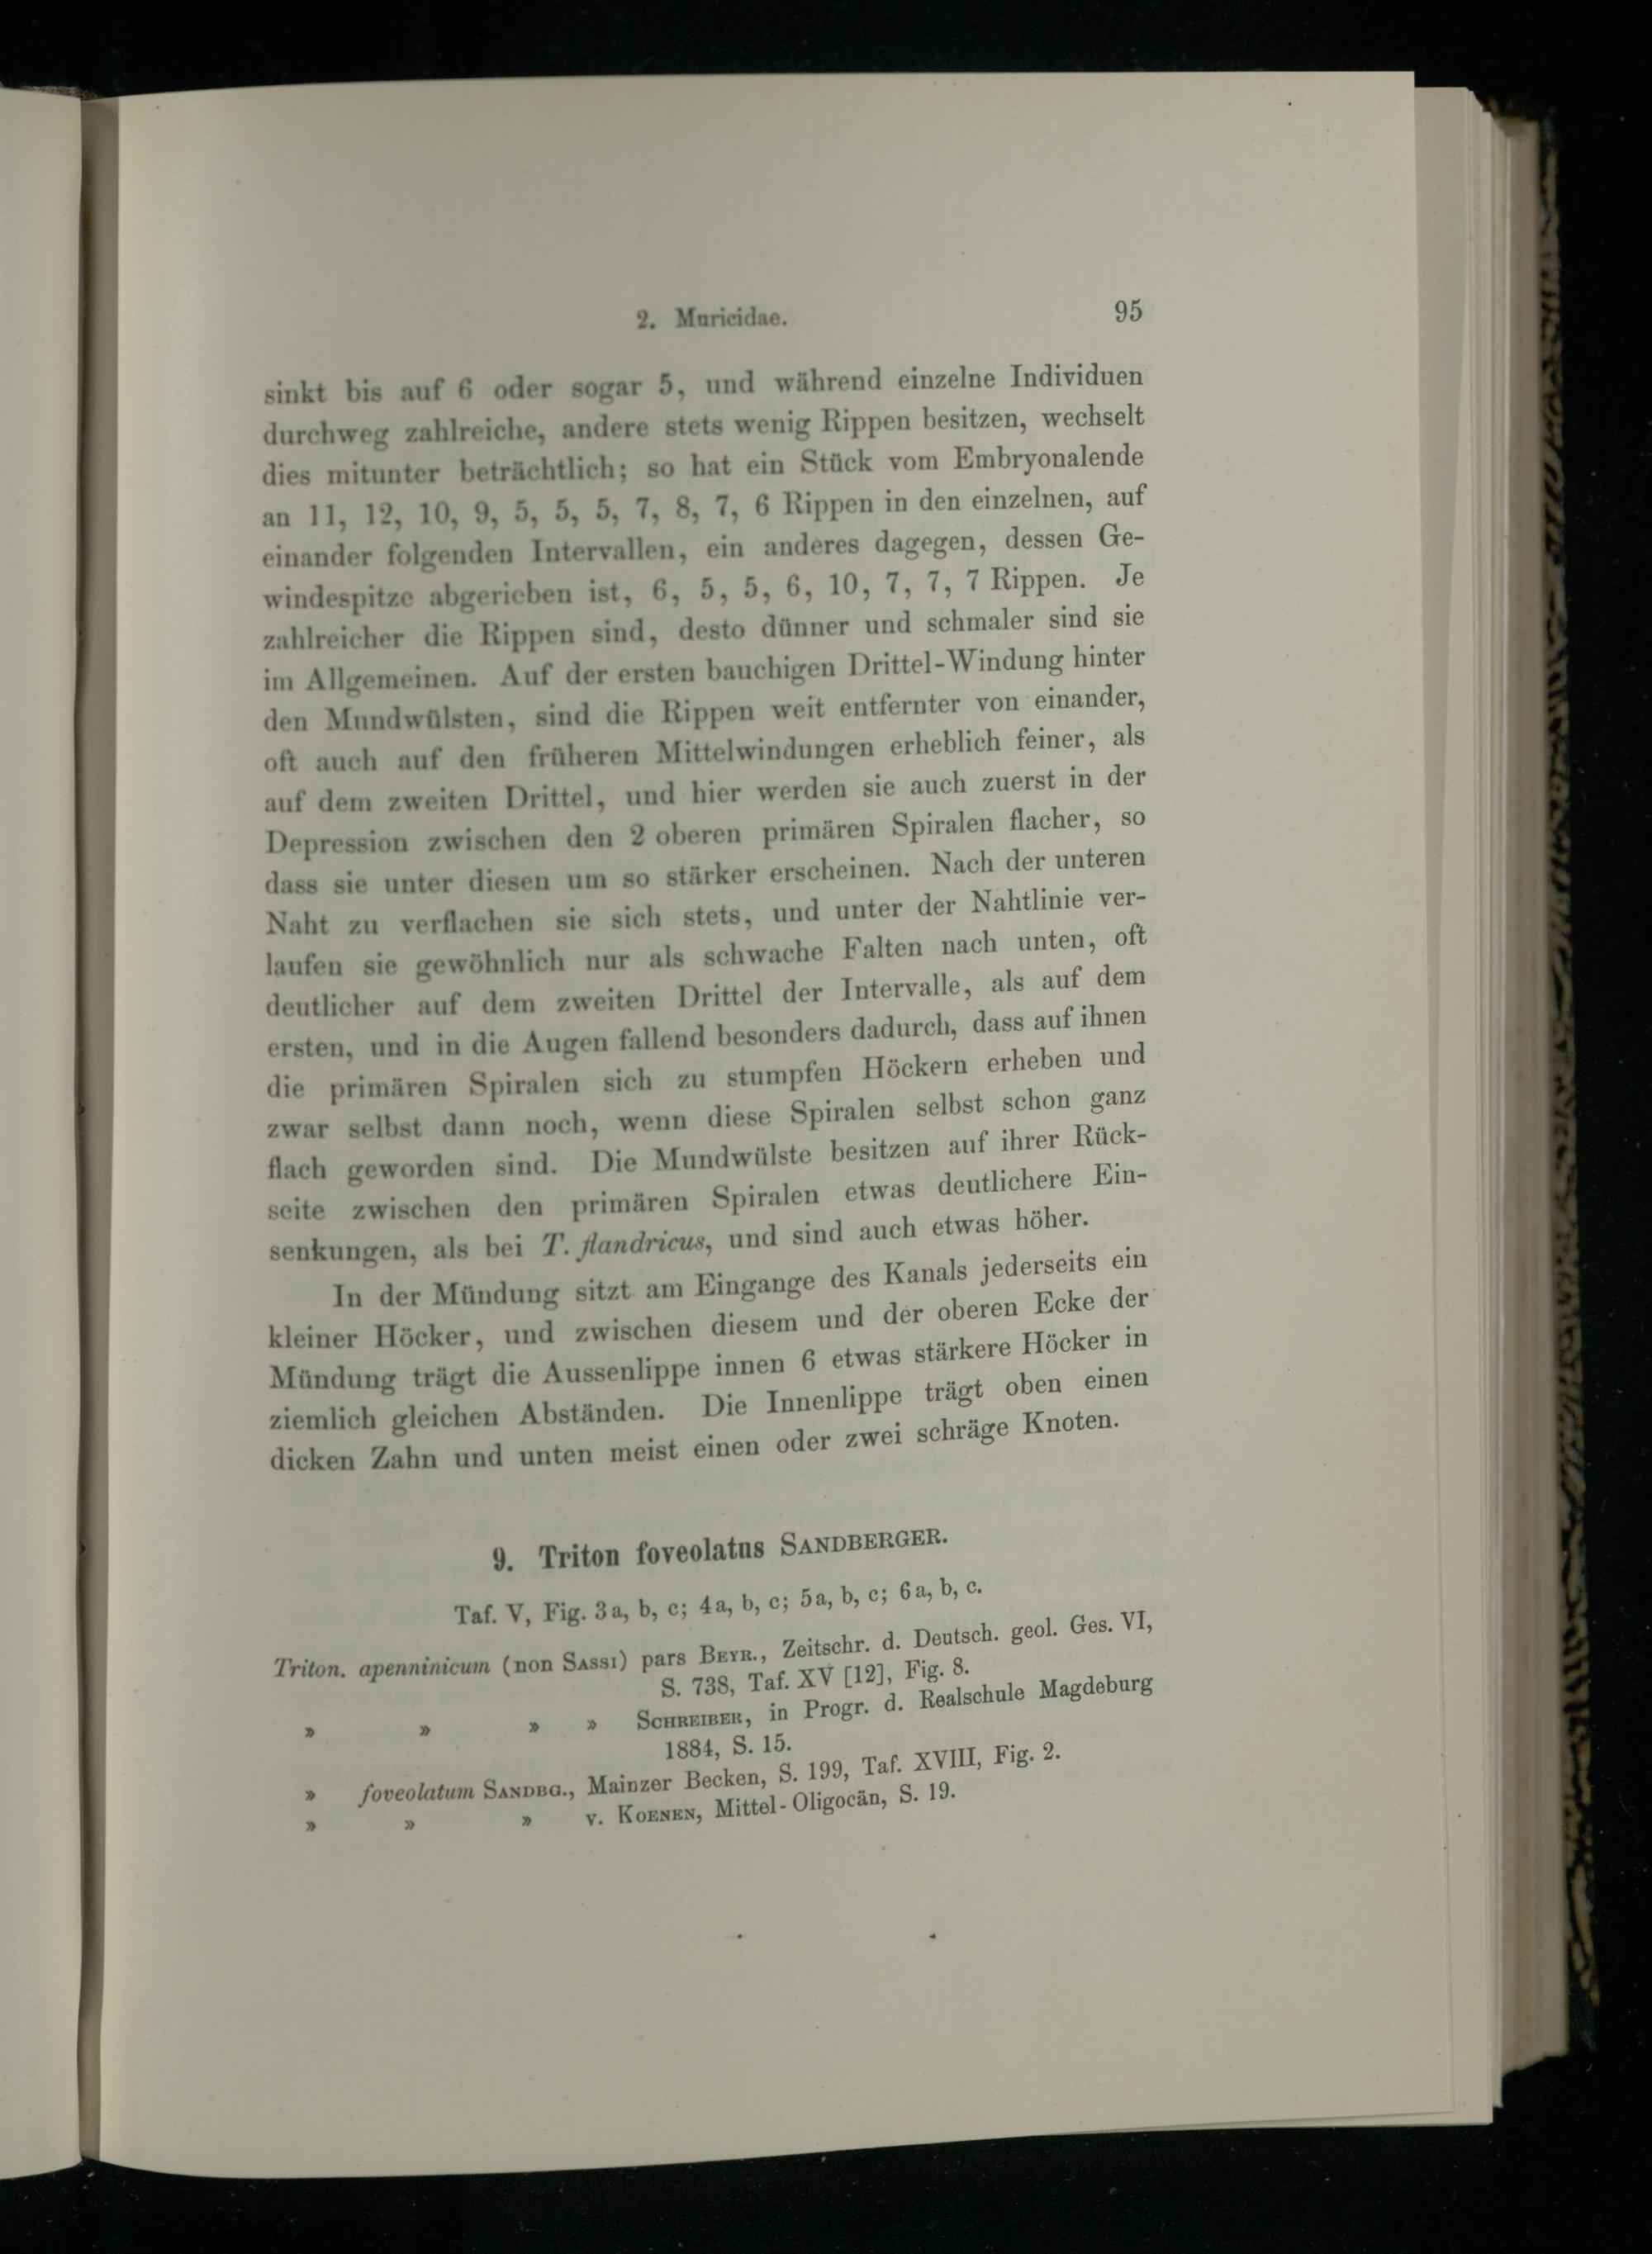 2. Muricidae. 95
sinkt bis auf 6 oder sogar 5, und während einzelne Individuen
durchweg zahlreiche, andere stets wenig Rippen besitzen, wechselt
dies mitunter beträchtlich; so hat ein Stück vom Embryonalende
an 11, 12, 10, 9, 5, 5, 5, 7, 8, 7, 6 Rippen in den einzelnen, auf
einander folgenden Intervallen, ein anderes dagegen, dessen Ge-
windespitze abgerieben ist, 6, 5, 5, 6, 10, 7, 7, 7 Rippen. Je
zahlreicher die Rippen sind, desto dünner und schmaler sind sie
im Allgemeinen. Auf der ersten bauchigen Drittel-Windung hinter
den Mundwülsten, sind die Rippen weit entfernter von einander,
oft auch auf den früheren Mittelwindungen erheblich feiner, als
auf dem zweiten Drittel, und hier werden sie auch zuerst in der
Depression zwischen den 2 oberen primären Spiralen flacher, so
dass sie unter diesen um so stärker erscheinen. Nach der unteren
Naht zu verflachen sie sich stets, und unter der Nahtlinie ver-
laufen sie gewöhnlich nur als schwache Falten nach unten, oft
deutlicher auf dem zweiten Drittel der Intervalle, als auf dem
ersten, und in die Augen fallend besonders dadurch, dass auf ihnen
die primären Spiralen sich zu stumpfen Höckern erheben und
zwar selbst dann noch, wenn diese Spiralen selbst schon ganz
flach geworden sind. Die Mundwülste besitzen auf ihrer Rück-
seite zwischen den primären Spiralen etwas deutlichere Ein-
senkungen, als bei T. flandricus, und sind auch etwas höher.
In der Mündung sitzt am Eingange des Kanals jederseits ein
kleiner Höcker, und zwischen diesem und der oberen Ecke der
Mündung trägt die Aussenlippe innen 6 etwas stärkere Höcker in
ziemlich gleichen Abständen. Die Innenlippe trägt oben einen
dicken Zahn und unten meist einen oder zwei schräge Knoten.
9. Triton foveolatus SANDBERGER.
Taf. V, Fig. 3a, b, c; 4a, b, c; 5a, b, c; 6a, b, c.
Triton. apenninicum (non SASSI) pars BEYR., Zeitschr. d. Deutsch. geol. Ges. VI,
S. 738, Taf. XV [12], Fig. 8.
» » » » SCHREIBER, in Progr. d. Realschule Magdeburg
1884, S. 15.
» foveolatum SANDBG., Mainzer Becken, S. 199, Taf. XVIII, Fig. 2.
» » » v. KOENEN, Mittel-Oligocän, S. 19.